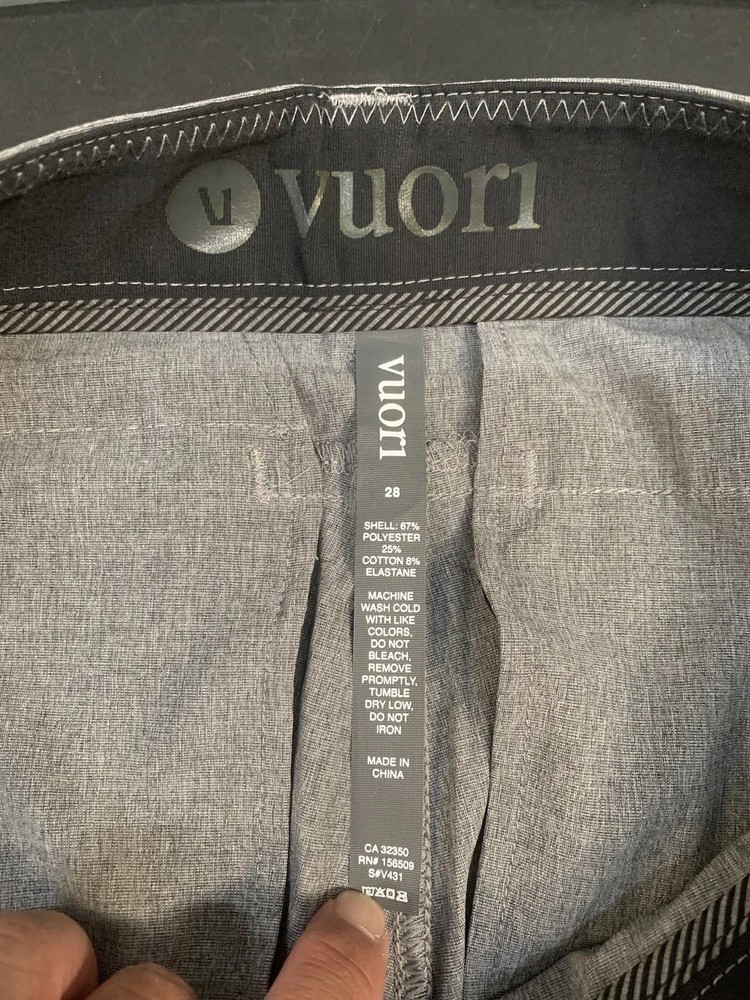 V1 vuori
vuori
28
SHELL: 67%
POLYESTER
25%
COTTON 8%
ELASTANE
MACHINE
WASH COLD
WITH LIKE
COLORS,
DO NOT
BLEACH,
REMOVE
PROMPTLY,
TUMBLE
DRY LOW,
DO NOT
IRON
MADE IN
CHINA
CA 32350
RN# 156509
S#V431